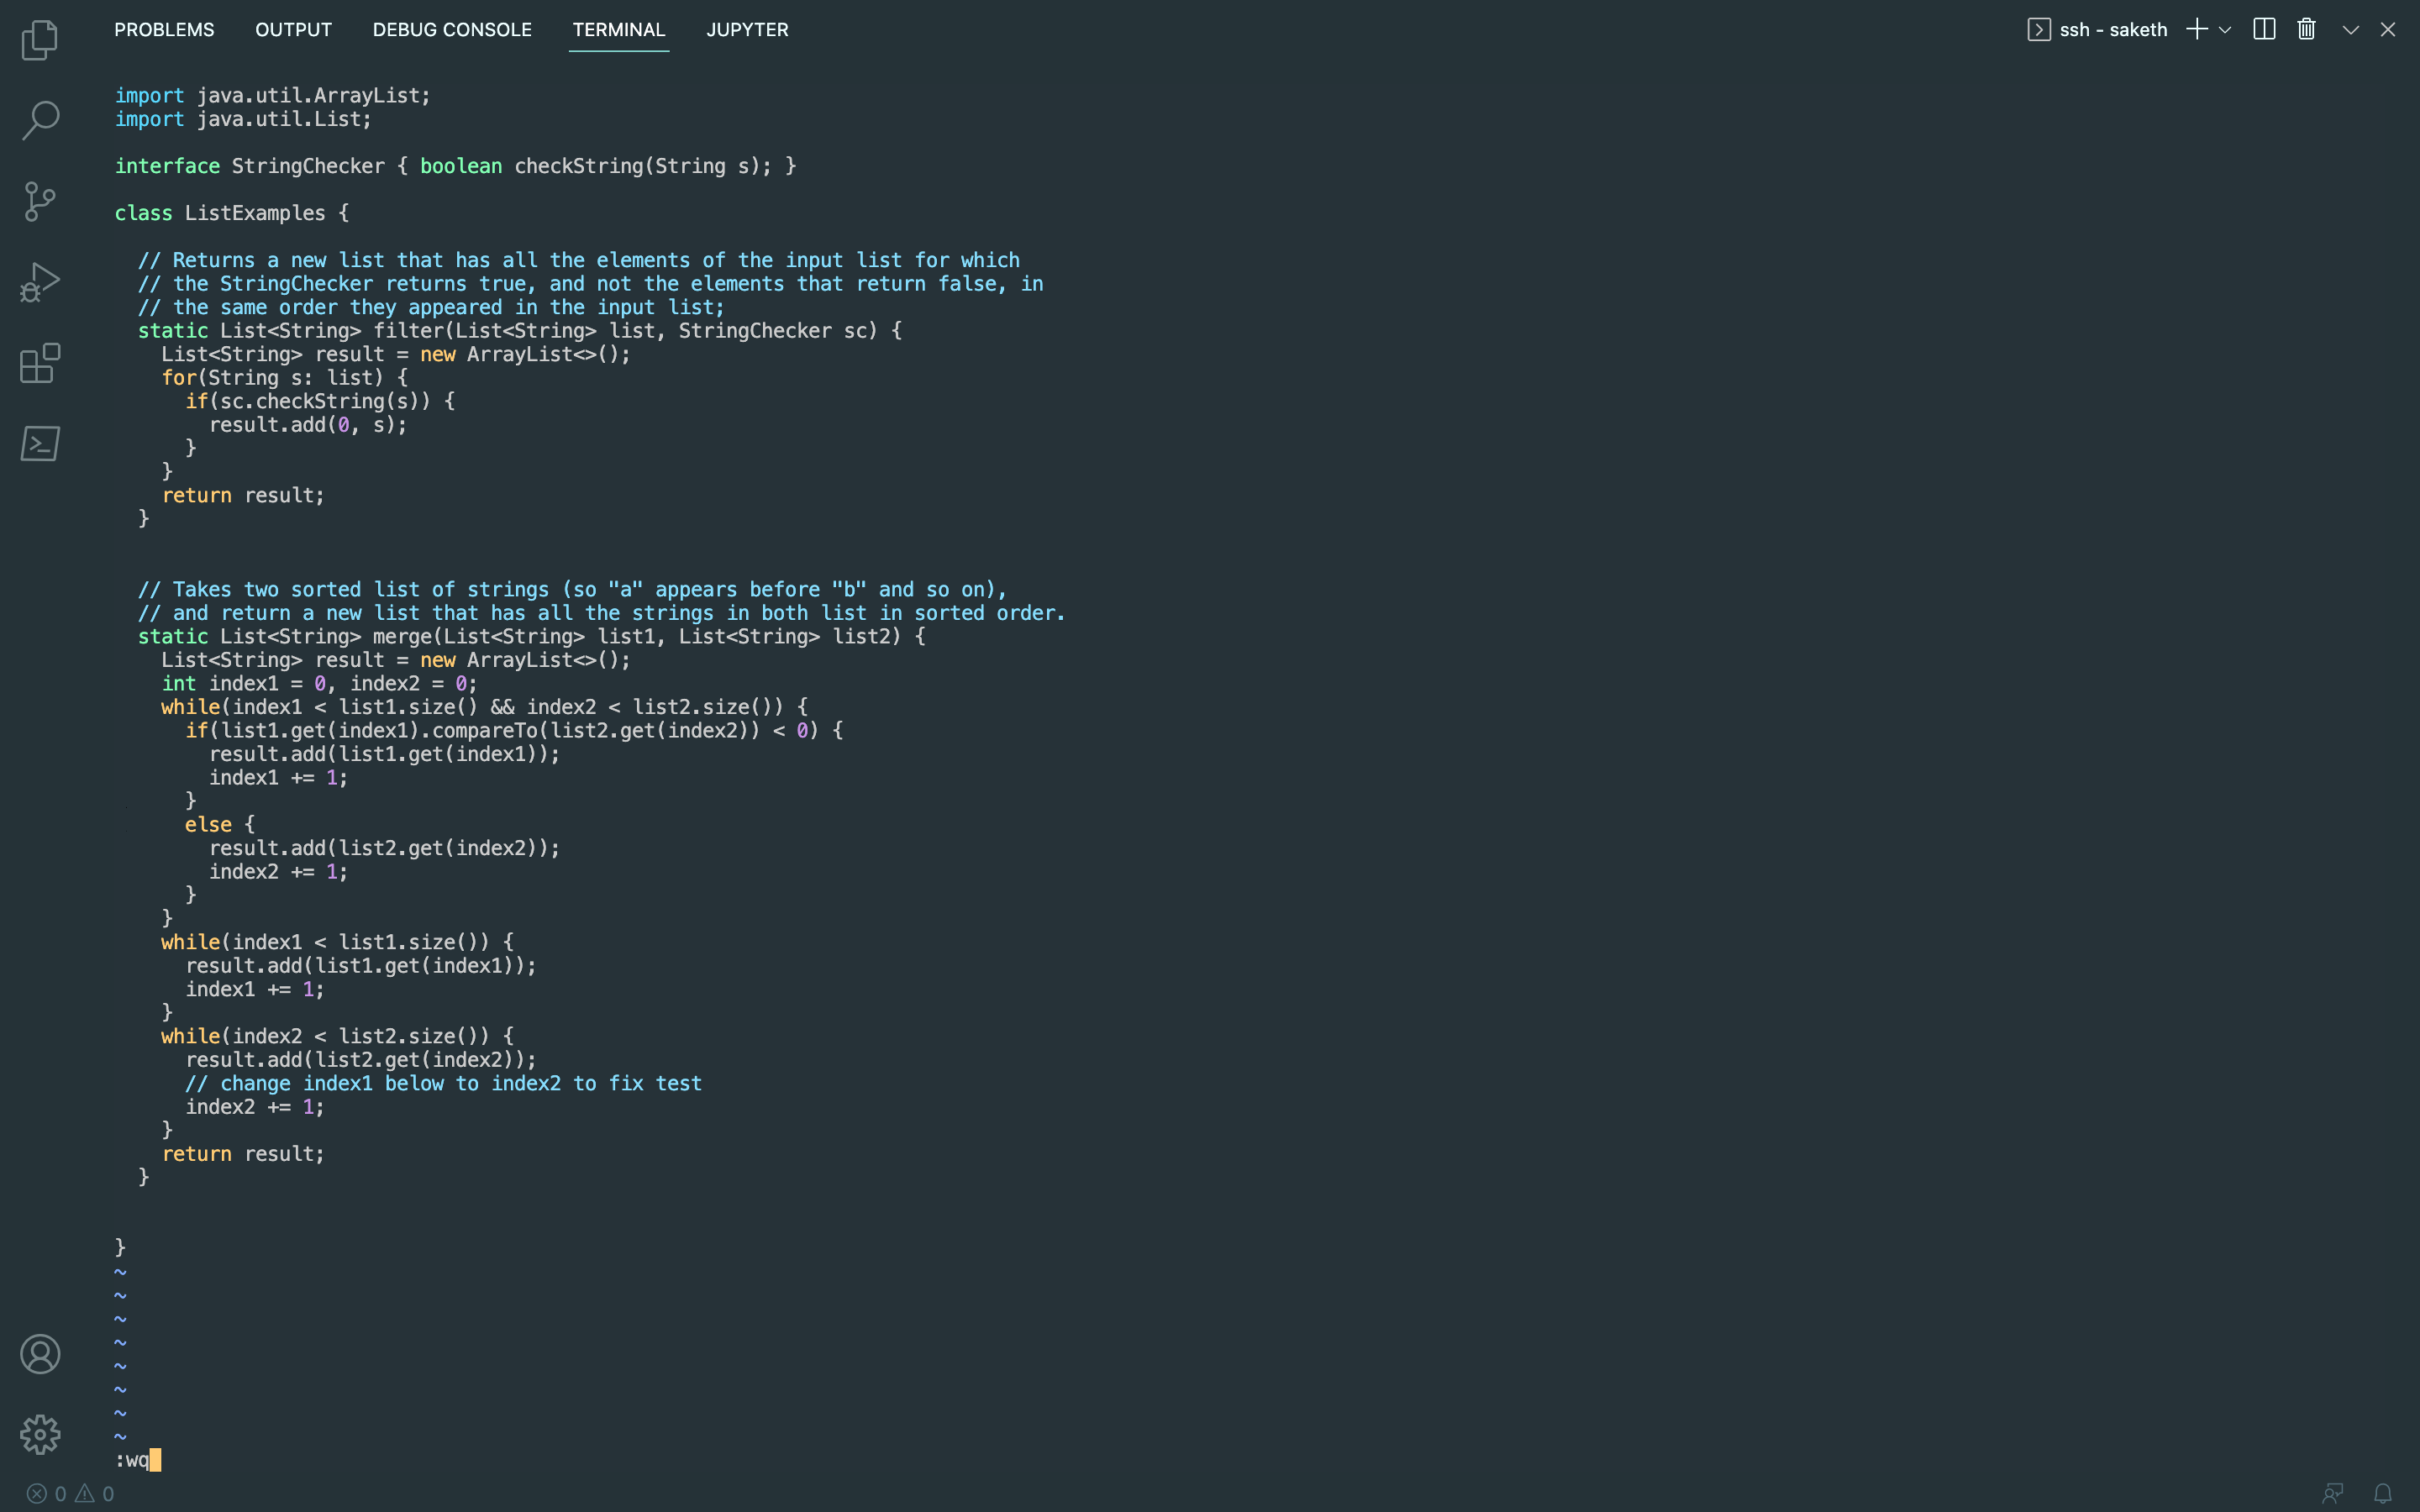 PROBLEMS OUTPUT DEBUG CONSOLE TERMINAL JUPYTER ssh - saketh
import java.util.ArrayList;
import java.util.List;

interface StringChecker { boolean checkString(String s); }

class ListExamples {

  // Returns a new list that has all the elements of the input list for which
  // the StringChecker returns true, and not the elements that return false, in
  // the same order they appeared in the input list;
  static List<String> filter(List<String> list, StringChecker sc) {
    List<String> result = new ArrayList<>();
    for(String s: list) {
      if(sc.checkString(s)) {
        result.add(0, s);
      }
    }
    return result;
  }


  // Takes two sorted list of strings (so "a" appears before "b" and so on),
  // and return a new list that has all the strings in both list in sorted order.
  static List<String> merge(List<String> list1, List<String> list2) {
    List<String> result = new ArrayList<>();
    int index1 = 0, index2 = 0;
    while(index1 < list1.size() && index2 < list2.size()) {
      if(list1.get(index1).compareTo(list2.get(index2)) < 0) {
        result.add(list1.get(index1));
        index1 += 1;
      }
      else {
        result.add(list2.get(index2));
        index2 += 1;
      }
    }
    while(index1 < list1.size()) {
      result.add(list1.get(index1));
      index1 += 1;
    }
    while(index2 < list2.size()) {
      result.add(list2.get(index2));
      // change index1 below to index2 to fix test
      index2 += 1;
    }
    return result;
  }


}
~
~
~
~
~
~
~
~
:wq
0 0